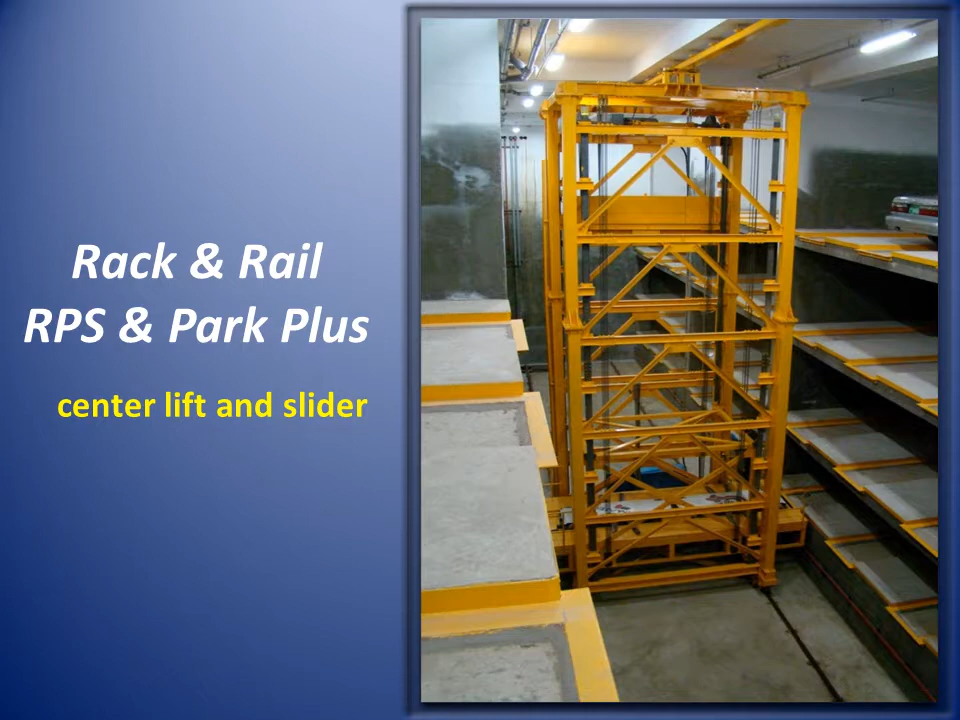 Rack & Rail
RPS & Park Plus
center lift and slider